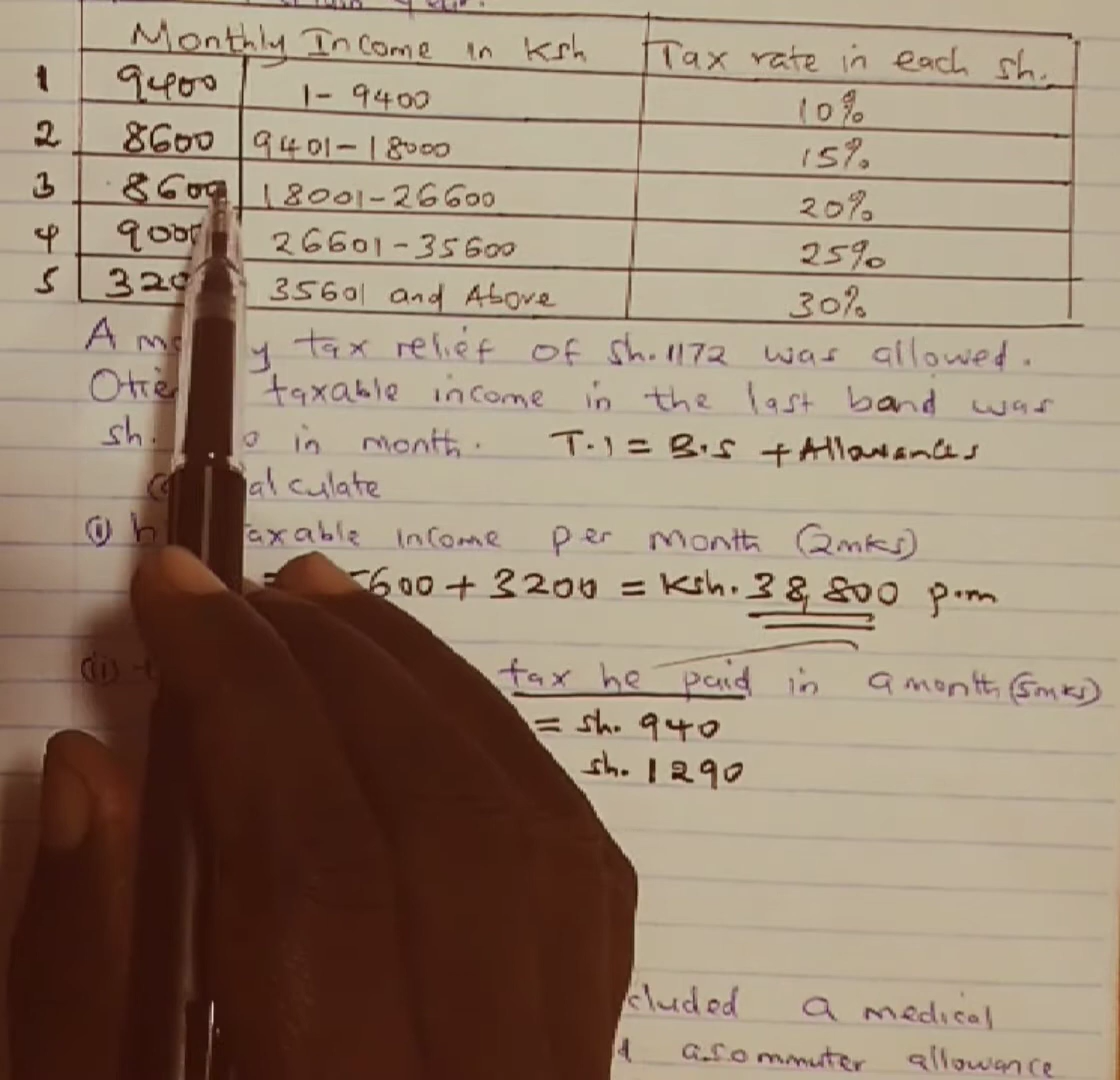 Monthly Income in Ksh Tax rate in each sh.
1 9400 1-9400 10%
2 8600 9401-18000 15%
3 8600 18001-26600 20%
4 26601-35600 25%
5 35601 and Above 30%
A tax relief of sh.1172 was allowed.
taxable income in the last band was
sh. in month. T.I = B.S + Allowances
(i) taxable income per month (2mks)
+ 3200 = Ksh. 38,800 p.m
(ii) tax he paid in a month (5mks)
= sh. 940
sh. 1290
a medical
a commuter allowance